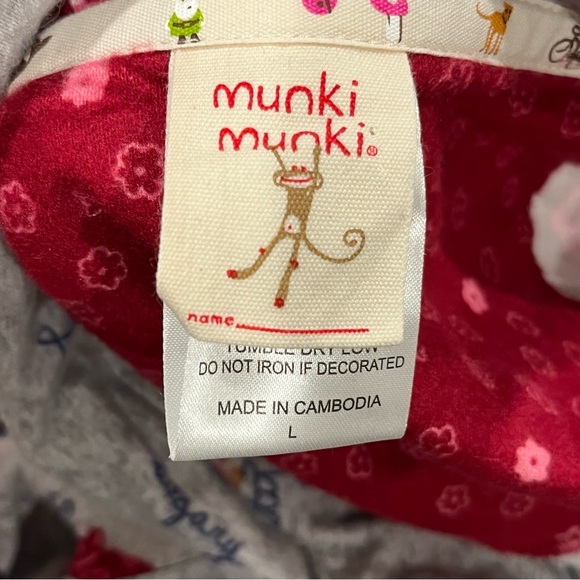 munki
munki®
name
TUMBLE DRY LOW
DO NOT IRON IF DECORATED
MADE IN CAMBODIA
L